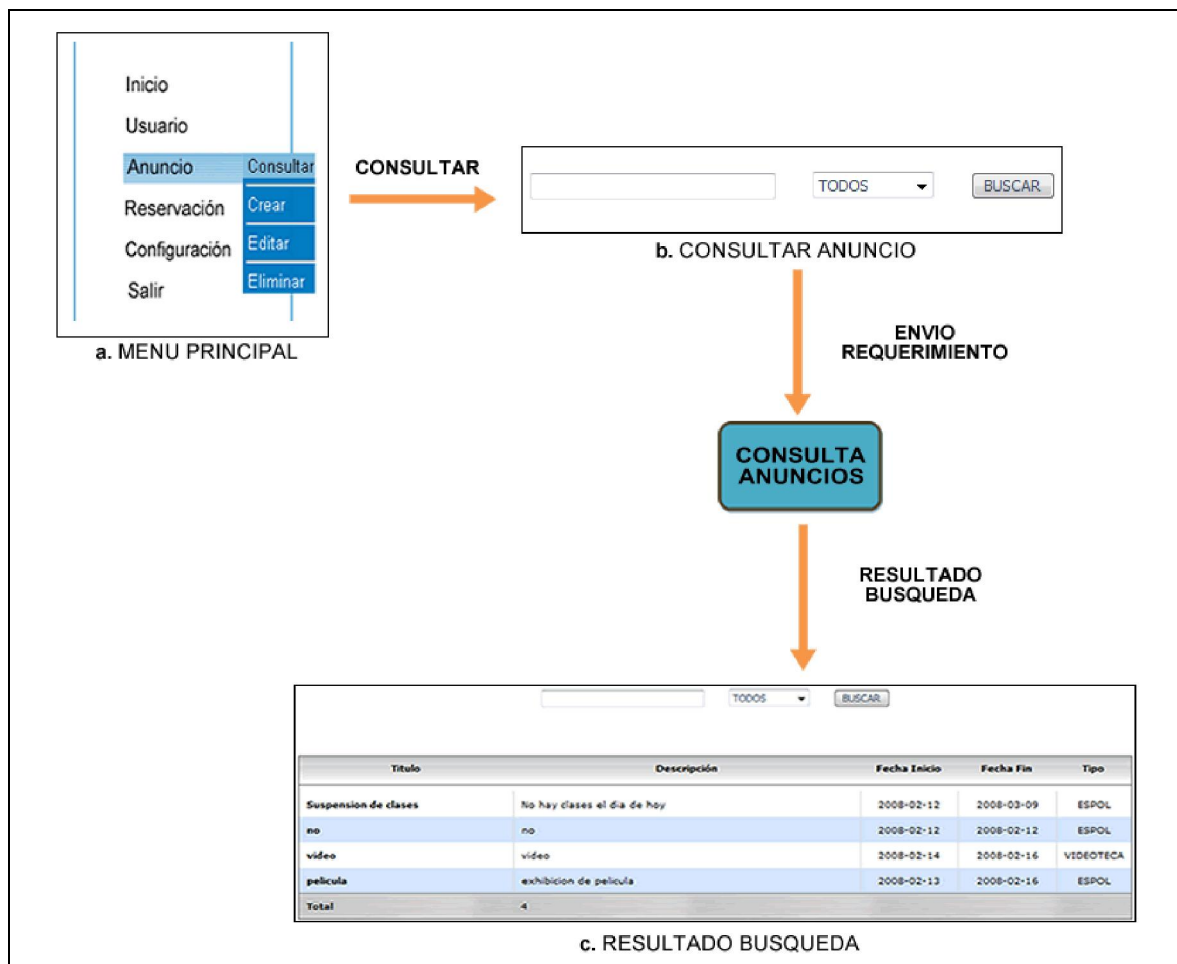 Inicio
Usuario
Anuncio Consultar
Reservación Crear
Configuración Editar
Salir Eliminar
a. MENU PRINCIPAL
CONSULTAR
TODOS BUSCAR
b. CONSULTAR ANUNCIO
ENVIO
REQUERIMIENTO
CONSULTA
ANUNCIOS
RESULTADO
BUSQUEDA
TODOS BUSCAR
Titulo Descripción Fecha Inicio Fecha Fin Tipo
Suspension de clases No hay clases el dia de hoy 2008-02-12 2008-03-09 ESPOL
no no 2008-02-12 2008-02-12 ESPOL
video video 2008-02-14 2008-02-16 VIDEOTECA
pelicula exhibicion de pelicula 2008-02-13 2008-02-16 ESPOL
Total 4
c. RESULTADO BUSQUEDA